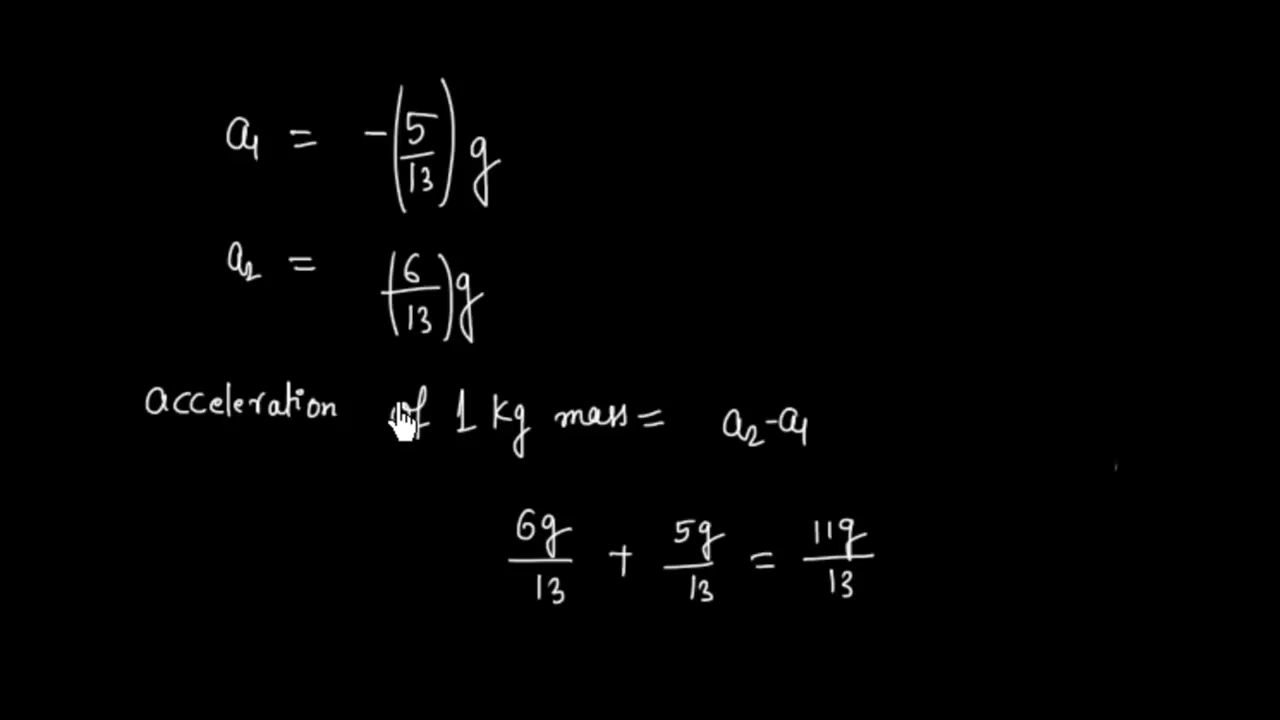 a₁ = -(5/13)g
a₂ = (6/13)g
acceleration of 1 kg mass = a₂-a₁
6g/13 + 5g/13 = 11g/13